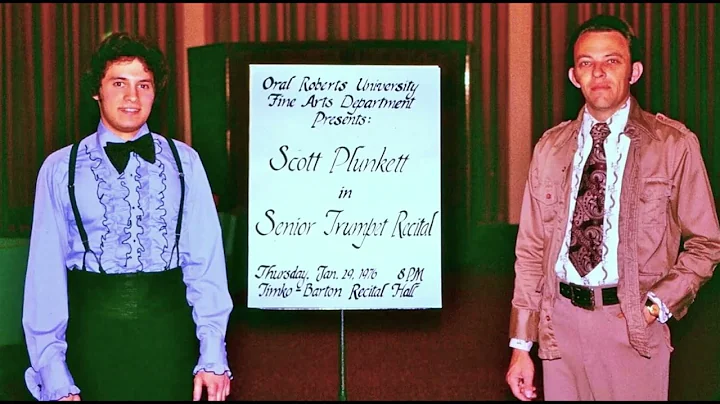 Oral Roberts University
Fine Arts Department
Presents:
Scott Plunkett
in
Senior Trumpet Recital
Thursday, Jan. 29, 1976 8 PM
Timko-Barton Recital Hall